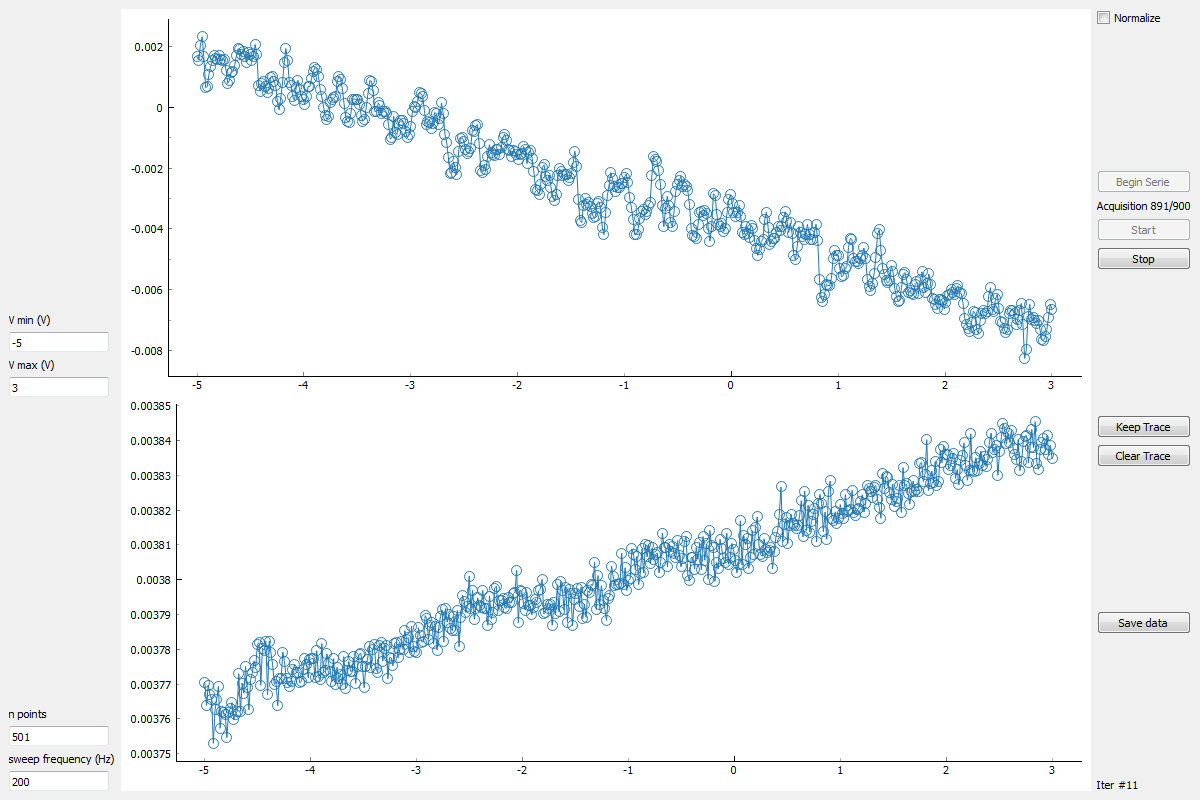 Normalize
0.002
0
-0.002
-0.004
-0.006
-0.008
-5 -4 -3 -2 -1 0 1 2 3
Begin Serie
Acquisition 891/900
Start
Stop
V min (V)
-5
V max (V)
3
0.00385
0.00384
0.00383
0.00382
0.00381
0.0038
0.00379
0.00378
0.00377
0.00376
0.00375
-5 -4 -3 -2 -1 0 1 2 3
Keep Trace
Clear Trace
Save data
n points
501
sweep frequency (Hz)
200
Iter #11